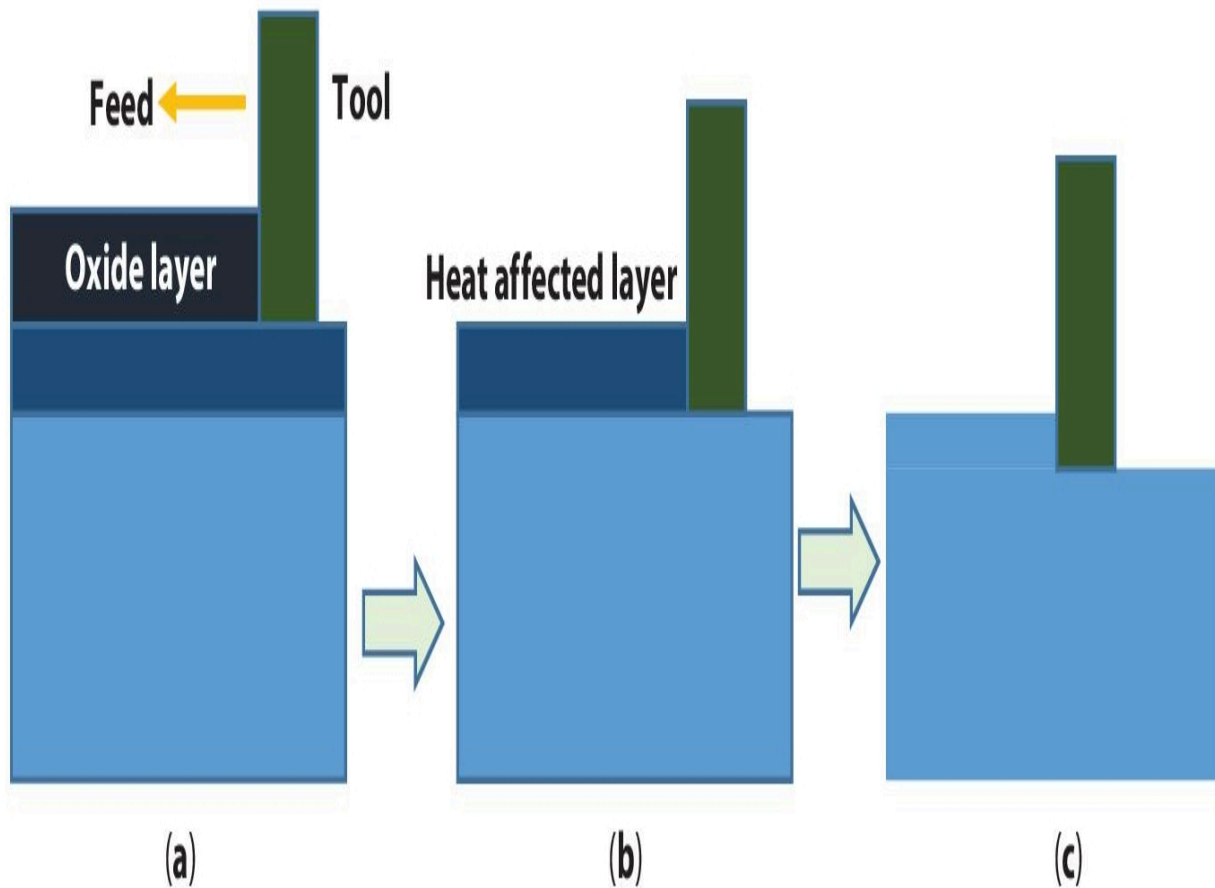 Feed
Tool
Oxide layer
Heat affected layer
(a)
(b)
(c)